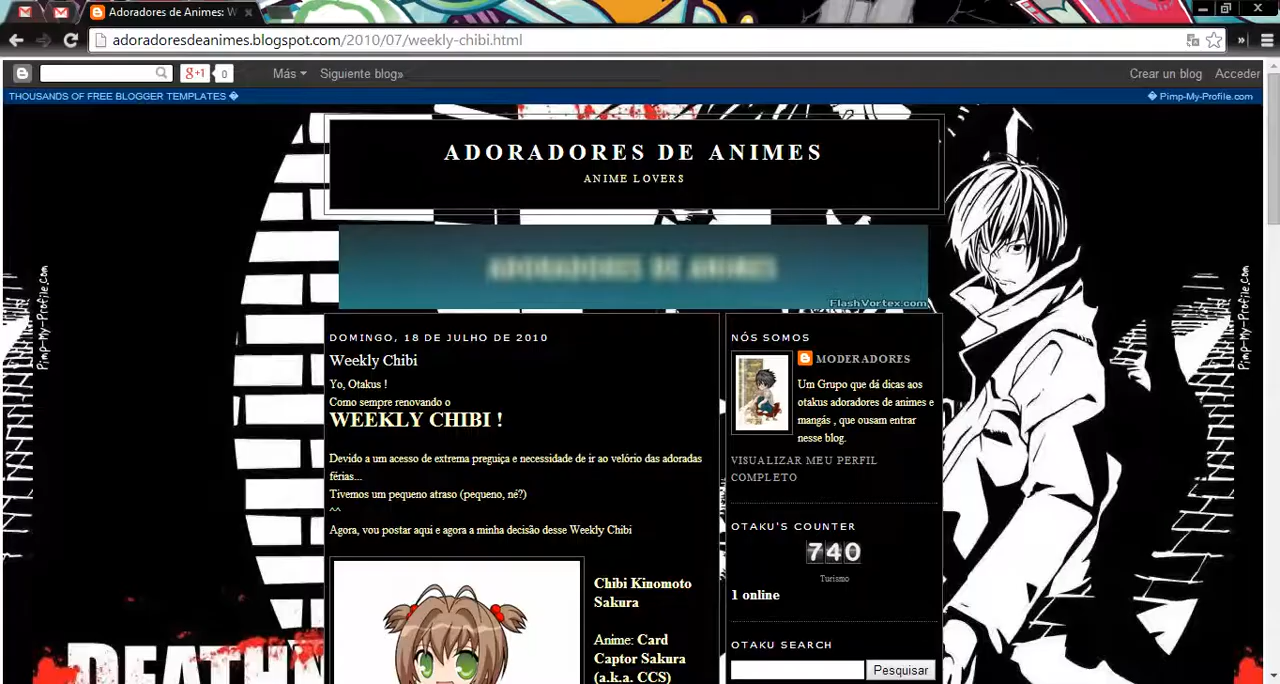 Adoradores de Animes: W
adoradoresdeanimes.blogspot.com/2010/07/weekly-chibi.html
g+1 0 Más Siguiente blog» Crear un blog Acceder
THOUSANDS OF FREE BLOGGER TEMPLATES � � Pimp-My-Profile.com
ADORADORES DE ANIMES
ANIME LOVERS
ADORADORES DE ANIMES
FlashVortex.com
Pimp-My-Profile.com
Pimp-My-Profile.com
DOMINGO, 18 DE JULHO DE 2010
Weekly Chibi
Yo, Otakus !
Como sempre renovando o
WEEKLY CHIBI !
Devido a um acesso de extrema preguiça e necessidade de ir ao velório das adoradas
férias...
Tivemos um pequeno atraso (pequeno, né?)
^^
Agora, vou postar aqui e agora a minha decisão desse Weekly Chibi
Chibi Kinomoto
Sakura
Anime: Card
Captor Sakura
(a.k.a. CCS)
NÓS SOMOS
MODERADORES
Um Grupo que dá dicas aos
otakus adoradores de animes e
mangás , que ousam entrar
nesse blog.
VISUALIZAR MEU PERFIL
COMPLETO
OTAKU'S COUNTER
740
Turismo
1 online
OTAKU SEARCH
Pesquisar
DEATHN